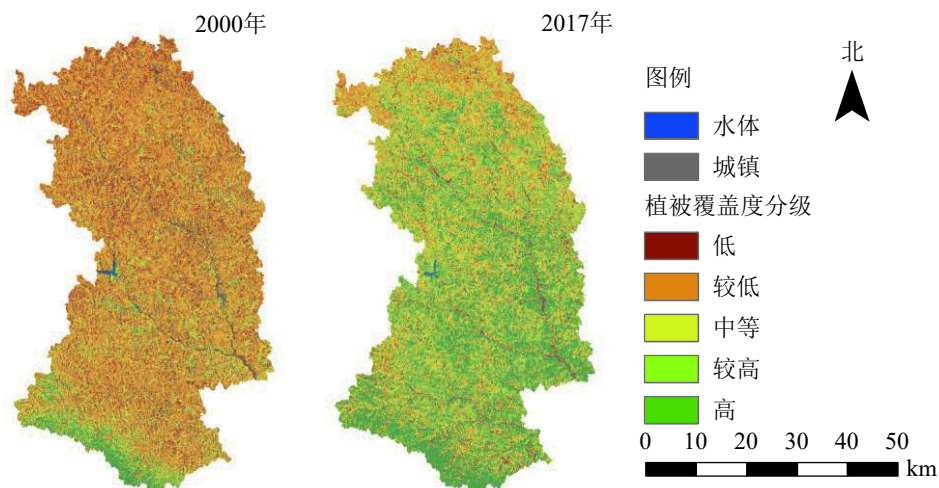 2000年
2017年
北
图例
水体
城镇
植被覆盖度分级
低
较低
中等
较高
高
0 10 20 30 40 50
km